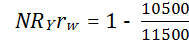 NR_Y r_w = 1 - 10500/11500